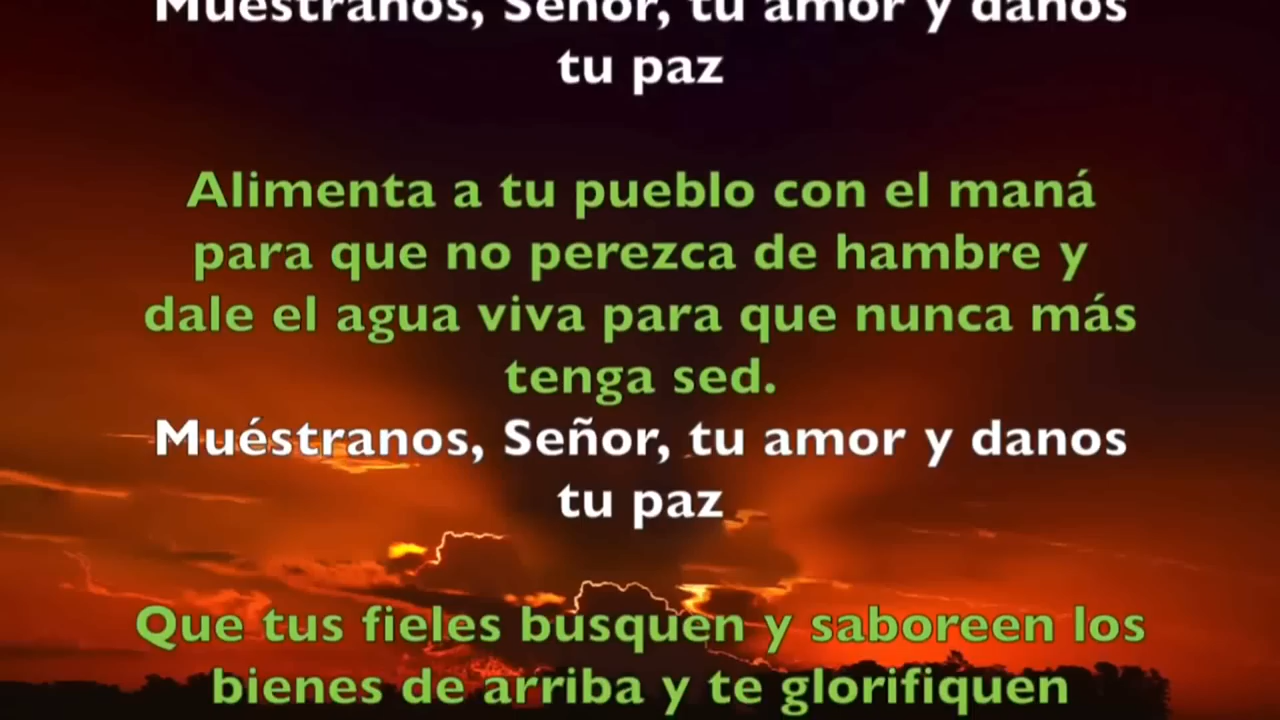 Muéstranos, Señor, tu amor y danos
tu paz
Alimenta a tu pueblo con el maná
para que no perezca de hambre y
dale el agua viva para que nunca más
tenga sed.
Muéstranos, Señor, tu amor y danos
tu paz
Que tus fieles busquen y saboreen los
bienes de arriba y te glorifiquen